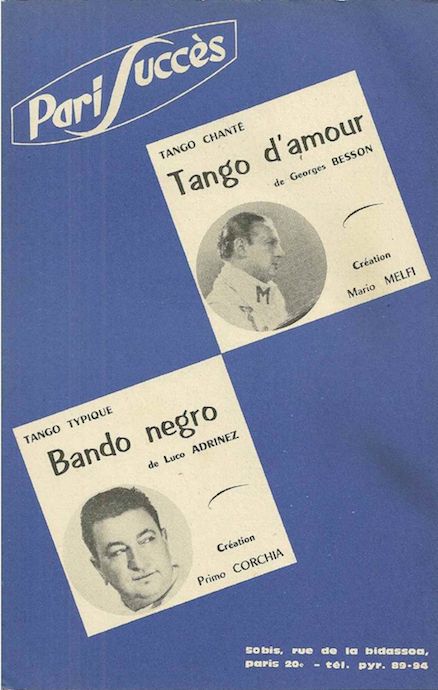 Pari Succès
TANGO CHANTÉ
Tango d'amour
de Georges BESSON
M
Création
Mario MELFI
TANGO TYPIQUE
Bando negro
de Luco ADRINEZ
Création
Primo CORCHIA
50bis, rue de la bidassoa,
paris 20e - tél. pyr. 89-94